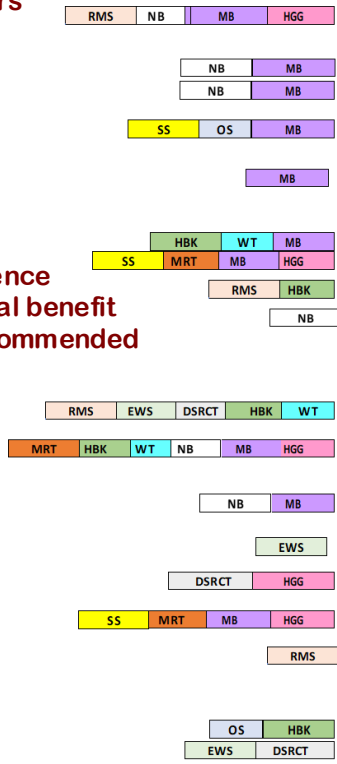 rs
RMS NB MB HGG
NB MB
NB MB
SS OS MB
MB
HBK WT MB
SS MRT MB HGG
ence
RMS HBK
al benefit
NB
commended
RMS EWS DSRCT HBK WT
MRT HBK WT NB MB HGG
NB MB
EWS
DSRCT HGG
SS MRT MB HGG
RMS
OS HBK
EWS DSRCT